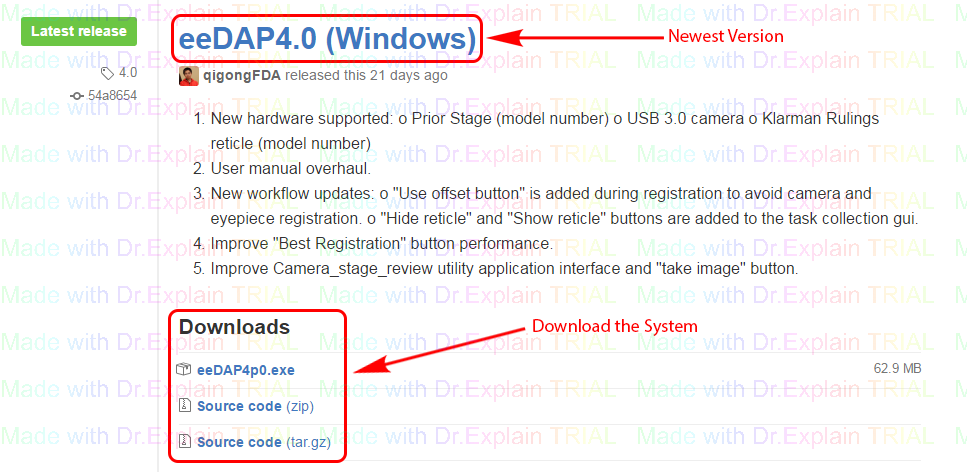 Latest release
eeDAP4.0 (Windows)
Newest Version
4.0
qigongFDA released this 21 days ago
54a8654
1. New hardware supported: o Prior Stage (model number) o USB 3.0 camera o Klarman Rulings
reticle (model number)
2. User manual overhaul.
3. New workflow updates: o "Use offset button" is added during registration to avoid camera and
eyepiece registration. o "Hide reticle" and "Show reticle" buttons are added to the task collection gui.
4. Improve "Best Registration" button performance.
5. Improve Camera_stage_review utility application interface and "take image" button.
Downloads
Download the System
eeDAP4p0.exe
62.9 MB
Source code (zip)
Source code (tar.gz)
Made with Dr.Explain TRIAL